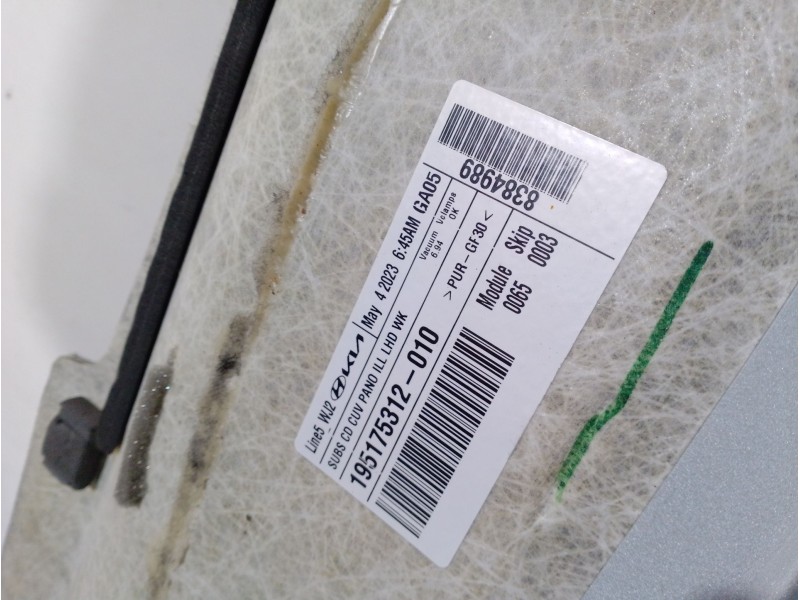 Line5_WJ2 May 4 2023 6:45AM GA05
SUBS CD CUV PANO ILL LHD WK
Vacuum Vclamps
6.94 OK
195175312-010 >PUR-GF30<
Module Skip
0065 0003
8384989